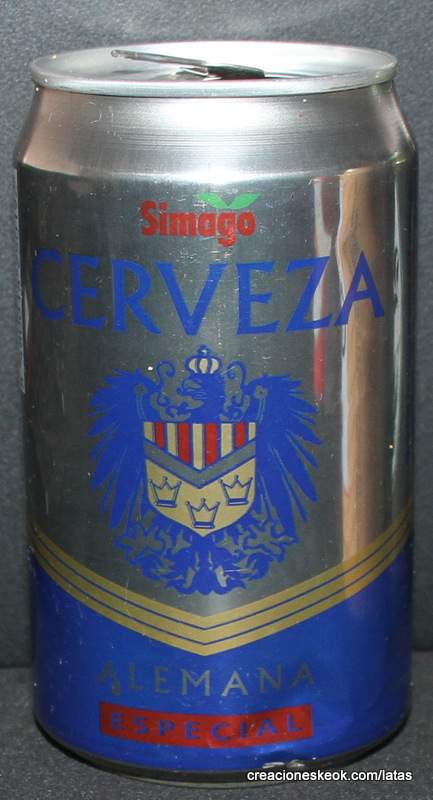 Simago
CERVEZA
ALEMANA
ESPECIAL
creacioneskeok.com/latas